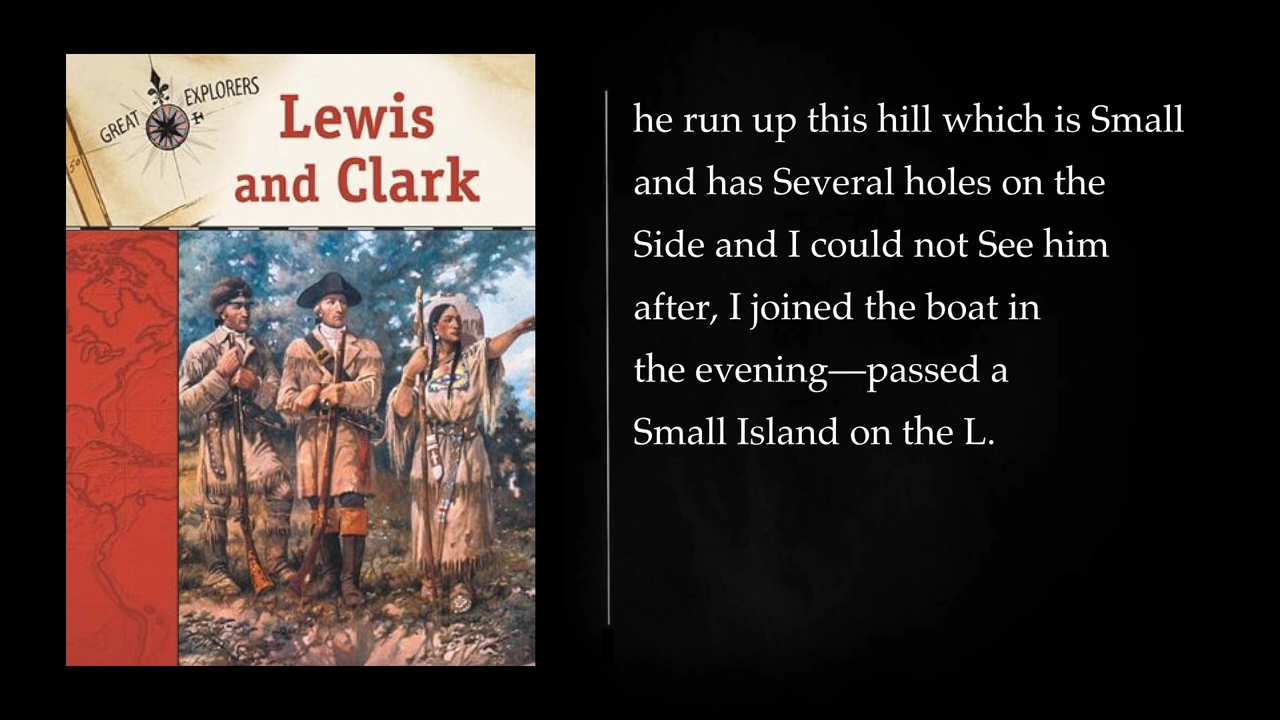 GREAT EXPLORERS
Lewis
and Clark
50
he run up this hill which is Small
and has Several holes on the
Side and I could not See him
after, I joined the boat in
the evening—passed a
Small Island on the L.